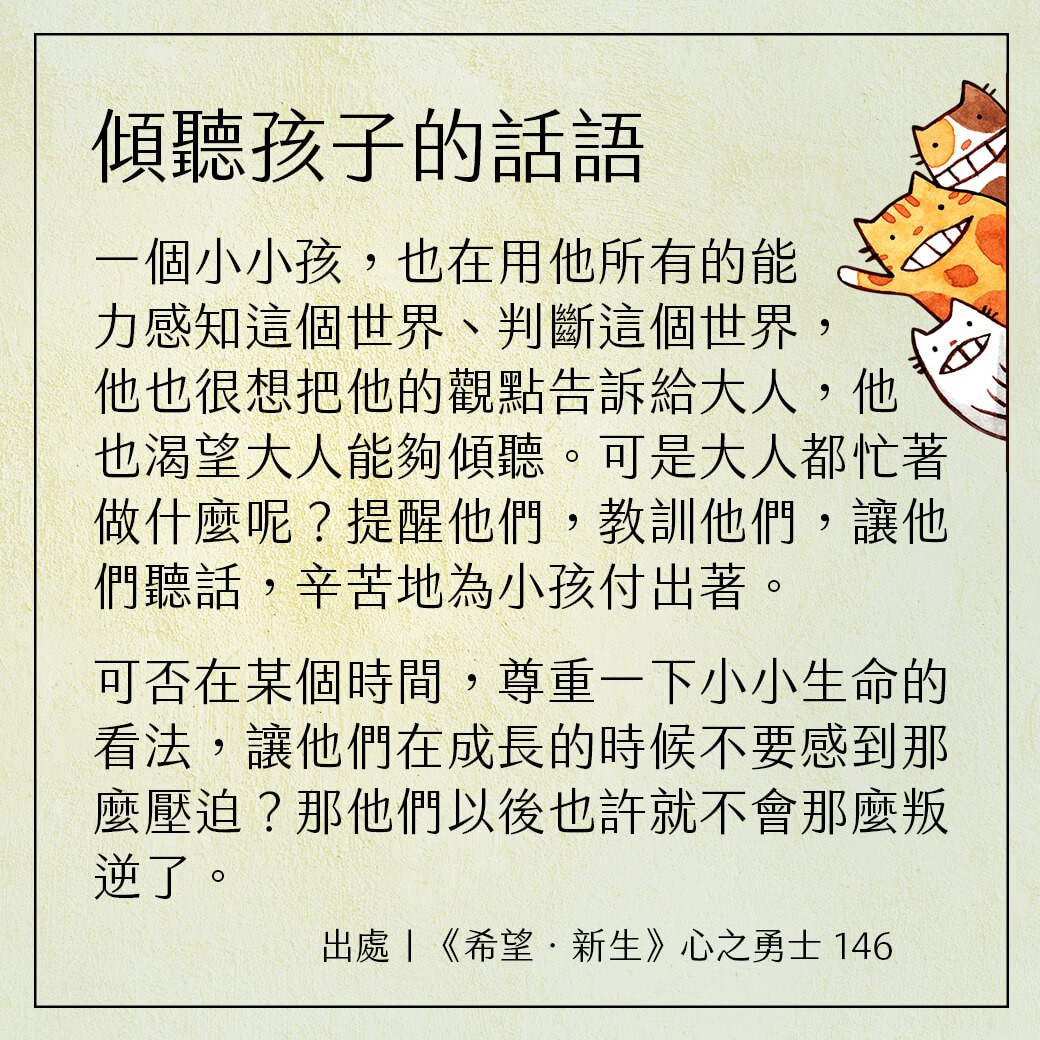 傾聽孩子的話語
一個小小孩，也在用他所有的能
力感知這個世界、判斷這個世界，
他也很想把他的觀點告訴給大人，他
也渴望大人能夠傾聽。可是大人都忙著
做什麼呢？提醒他們，教訓他們，讓他
們聽話，辛苦地為小孩付出著。
可否在某個時間，尊重一下小小生命的
看法，讓他們在成長的時候不要感到那
麼壓迫？那他們以後也許就不會那麼叛
逆了。
出處｜《希望．新生》心之勇士 146